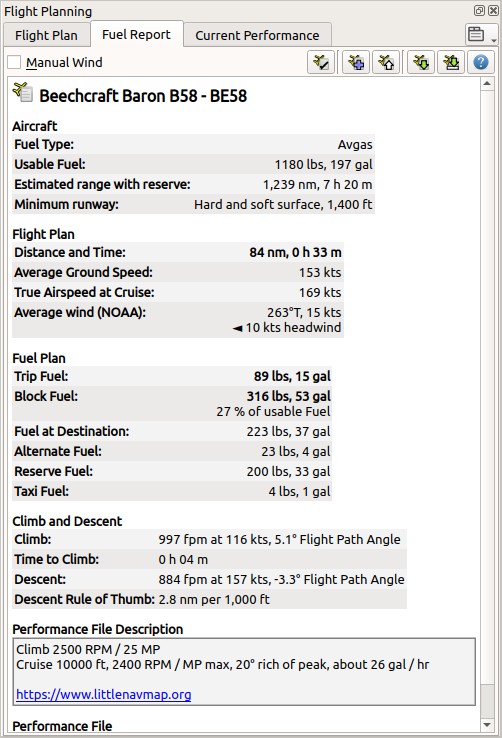 Flight Planning
Flight Plan Fuel Report Current Performance
Manual Wind
Beechcraft Baron B58 - BE58
Aircraft
Fuel Type: Avgas
Usable Fuel: 1180 lbs, 197 gal
Estimated range with reserve: 1,239 nm, 7 h 20 m
Minimum runway: Hard and soft surface, 1,400 ft
Flight Plan
Distance and Time: 84 nm, 0 h 33 m
Average Ground Speed: 153 kts
True Airspeed at Cruise: 169 kts
Average wind (NOAA): 263°T, 15 kts
◄ 10 kts headwind
Fuel Plan
Trip Fuel: 89 lbs, 15 gal
Block Fuel: 316 lbs, 53 gal
27 % of usable Fuel
Fuel at Destination: 223 lbs, 37 gal
Alternate Fuel: 23 lbs, 4 gal
Reserve Fuel: 200 lbs, 33 gal
Taxi Fuel: 4 lbs, 1 gal
Climb and Descent
Climb: 997 fpm at 116 kts, 5.1° Flight Path Angle
Time to Climb: 0 h 04 m
Descent: 884 fpm at 157 kts, -3.3° Flight Path Angle
Descent Rule of Thumb: 2.8 nm per 1,000 ft
Performance File Description
Climb 2500 RPM / 25 MP
Cruise 10000 ft, 2400 RPM / MP max, 20° rich of peak, about 26 gal / hr
https://www.littlenavmap.org
Performance File